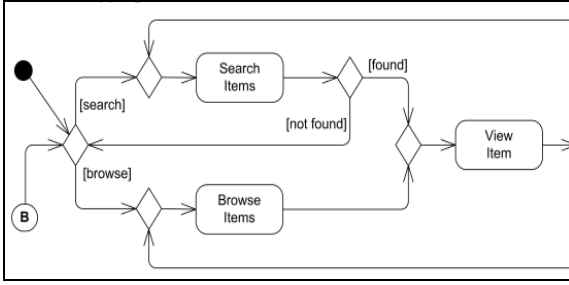 Search
Items
[found]
[search]
[not found]
View
Item
[browse]
Browse
Items
B